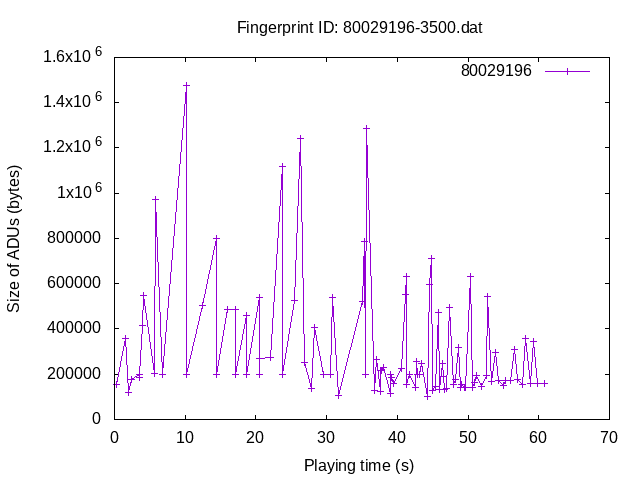 Fingerprint ID: 80029196-3500.dat
80029196
1.6x10^6
1.4x10^6
1.2x10^6
1x10^6
800000
600000
400000
200000
0
Size of ADUs (bytes)
0 10 20 30 40 50 60 70
Playing time (s)